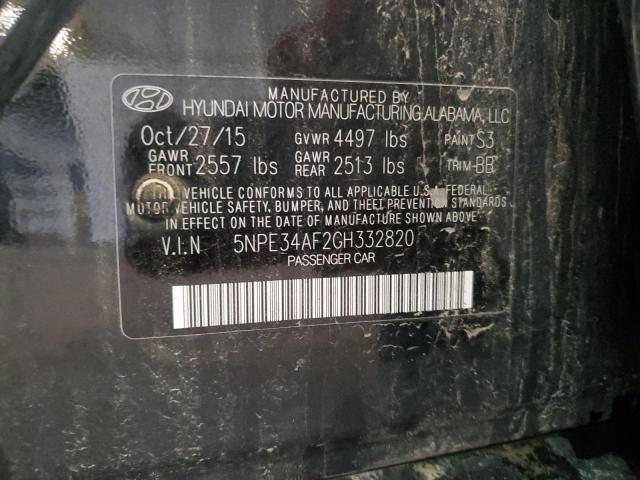 MANUFACTURED BY
HYUNDAI MOTOR MANUFACTURING ALABAMA, LLC
Oct/27/15 GVWR 4497 lbs PAINT S3
GAWR FRONT 2557 lbs GAWR REAR 2513 lbs TRIM BB
THIS VEHICLE CONFORMS TO ALL APPLICABLE U.S.A. FEDERAL
MOTOR VEHICLE SAFETY, BUMPER, AND THEFT PREVENTION STANDARDS
IN EFFECT ON THE DATE OF MANUFACTURE SHOWN ABOVE.
V.I.N 5NPE34AF2GH332820
PASSENGER CAR